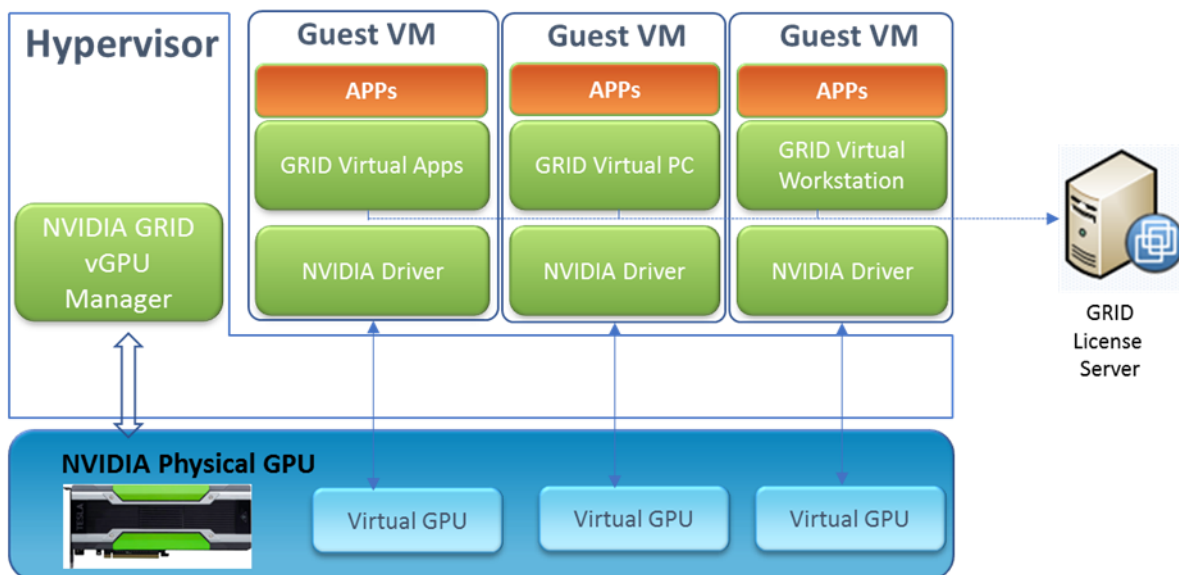 Hypervisor
Guest VM
Guest VM
Guest VM
APPs
APPs
APPs
GRID Virtual Apps
GRID Virtual PC
GRID Virtual
Workstation
NVIDIA GRID
vGPU
Manager
NVIDIA Driver
NVIDIA Driver
NVIDIA Driver
GRID
License
Server
NVIDIA Physical GPU
TESLA
Virtual GPU
Virtual GPU
Virtual GPU